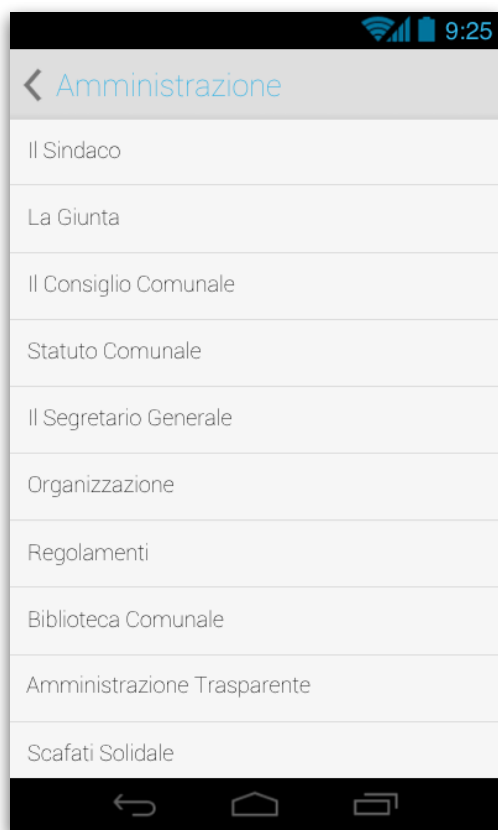 9:25
Amministrazione
Il Sindaco
La Giunta
Il Consiglio Comunale
Statuto Comunale
Il Segretario Generale
Organizzazione
Regolamenti
Biblioteca Comunale
Amministrazione Trasparente
Scafati Solidale